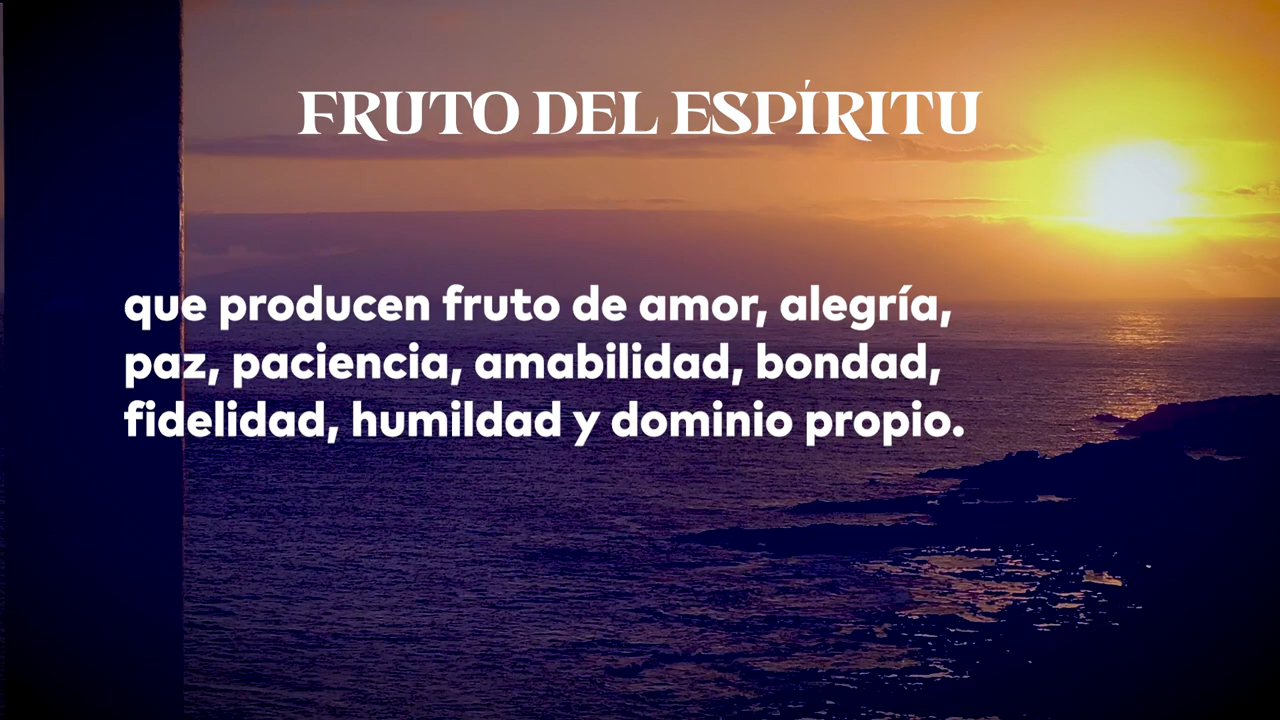 FRUTO DEL ESPÍRITU
que producen fruto de amor, alegría,
paz, paciencia, amabilidad, bondad,
fidelidad, humildad y dominio propio.